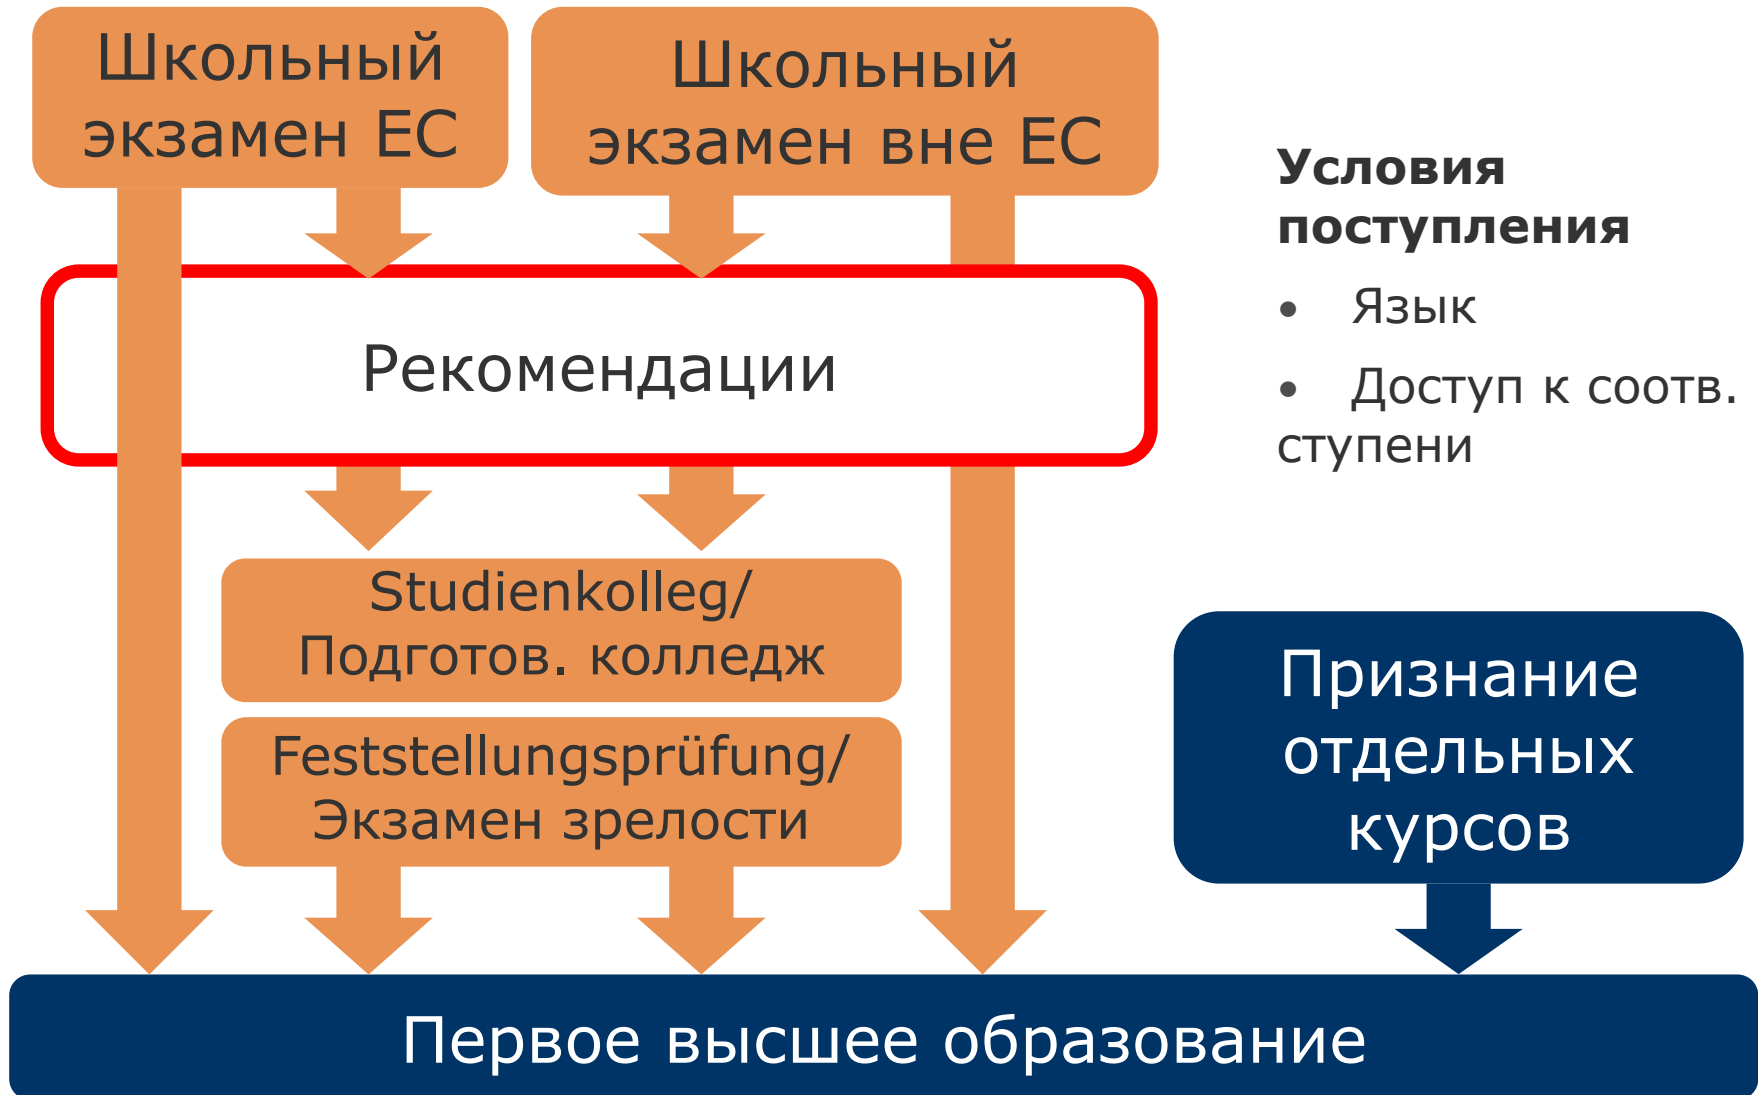 Школьный
экзамен ЕС
Школьный
экзамен вне ЕС
Условия
поступления
• Язык
• Доступ к соотв.
ступени
Рекомендации
Studienkolleg/
Подготов. колледж
Feststellungsprüfung/
Экзамен зрелости
Признание
отдельных
курсов
Первое высшее образование